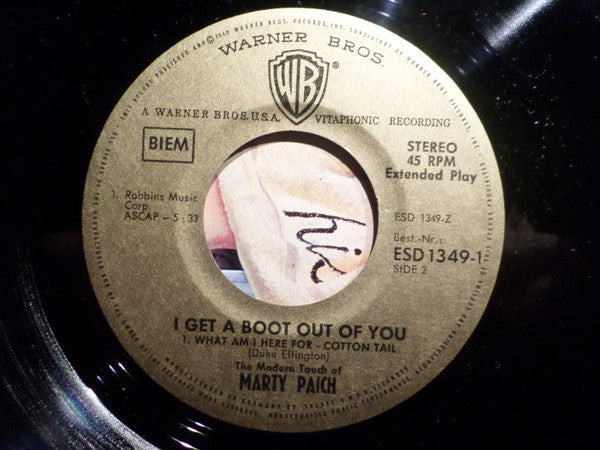 WARNER BROS.
WB®
A WARNER BROS. U.S.A. VITAPHONIC RECORDING
BIEM
STEREO
45 RPM
Extended Play
1. Robbins Music
Corp.
ASCAP - 5 : 33
ESD 1349-Z
Best.-Nr.:
ESD 1349-1
SIDE 2
hic
I GET A BOOT OUT OF YOU
1. WHAT AM I HERE FOR - COTTON TAIL
(Duke Ellington)
The Modern Touch of
MARTY PAICH